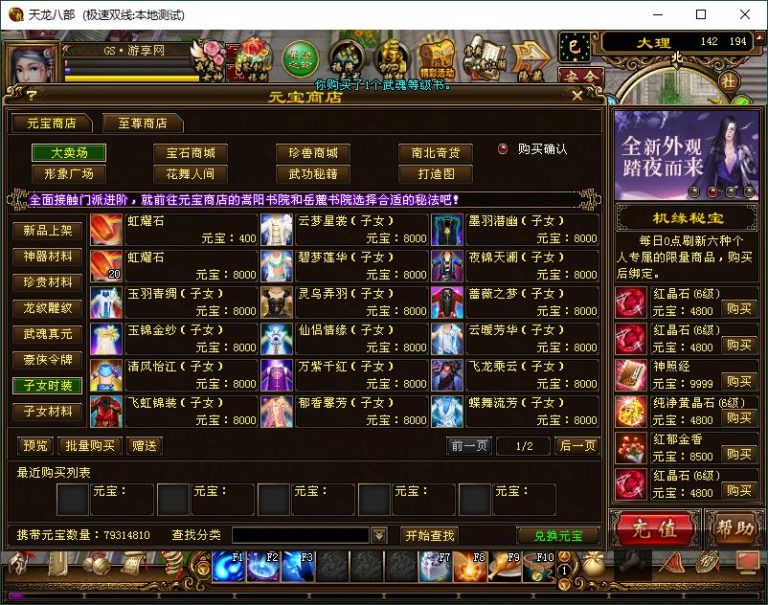 天龙八部 (极速双线:本地测试)
GS·游享网
大理 142 194
北
社
安全
精彩活动
你购买了1个武魂等级书。
? 元宝商店
元宝商店 至尊商店
大卖场 宝石商城 珍兽商城 南北奇货 购买确认
形象广场 花舞人间 武功秘籍 打造图
全面接触门派进阶，就前往元宝商店的嵩阳书院和岳麓书院选择合适的秘法吧！
新品上架
神器材料
珍贵材料
龙纹雕纹
武魂真元
豪侠令牌
子女时装
子女材料
虹耀石 元宝：400
云梦星裳(子女) 元宝：8000
墨羽潜幽(子女) 元宝：8000
20 虹耀石 元宝：8000
碧梦莲华(子女) 元宝：8000
夜锦天澜(子女) 元宝：8000
玉羽青绸(子女) 元宝：8000
灵乌弄羽(子女) 元宝：8000
蔷薇之梦(子女) 元宝：8000
玉锦金纱(子女) 元宝：8000
仙侣情缘(子女) 元宝：8000
云暖芳华(子女) 元宝：8000
清风怡江(子女) 元宝：8000
万紫千红(子女) 元宝：8000
飞龙乘云(子女) 元宝：8000
飞虹锦装(子女) 元宝：8000
郁香馨芳(子女) 元宝：8000
蝶舞流芳(子女) 元宝：8000
预览 批量购买 赠送 前一页 1/2 后一页
最近购买列表
元宝： 元宝： 元宝： 元宝： 元宝：
携带元宝数量：79314810 查找分类 开始查找 兑换元宝
全新外观
踏夜而来
机缘秘宝
每日0点刷新六种个
人专属的限量商品，购买
后绑定。
红晶石(6级)
元宝：4800 购买
红晶石(6级)
元宝：4800 购买
神照经
元宝：9999 购买
纯净黄晶石(6级)
元宝：4800 购买
红郁金香
元宝：8500 购买
红晶石(6级)
元宝：4800 购买
充值 帮助
F1 F2 F3 F7 F8 F9 F10
1